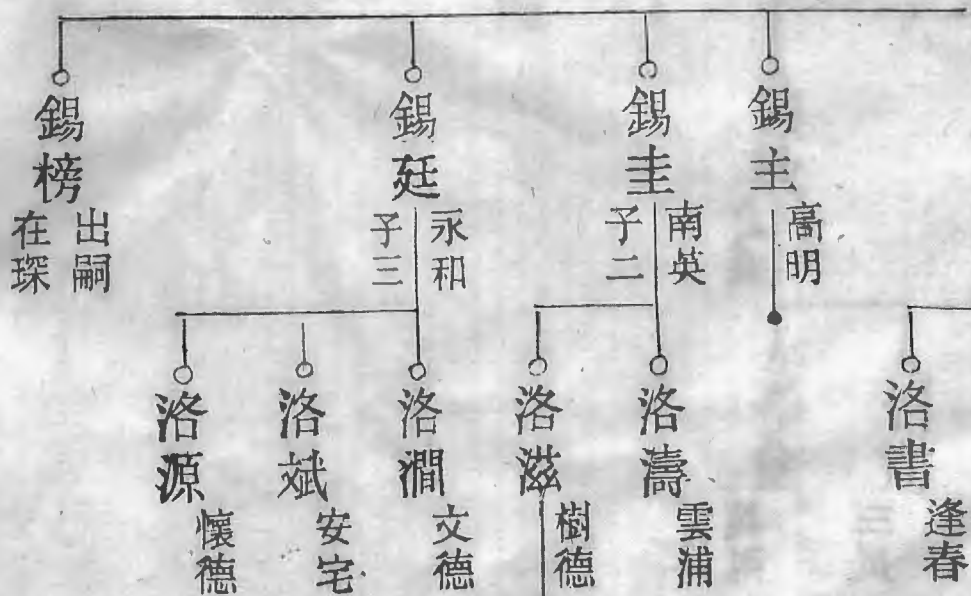 錫主
高明
錫圭
南英
子二
錫廷
永和
子三
錫榜
出嗣
在琛
洛書
逢春
洛濤
雲浦
洛滋
樹德
洛澗
文德
洛斌
安宅
洛源
懷德